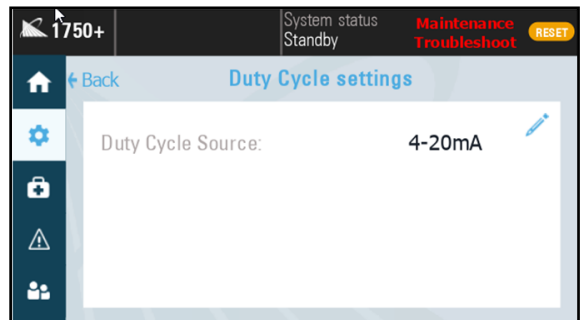 1750+
System status
Standby
Maintenance
Troubleshoot
RESET
Back
Duty Cycle settings
Duty Cycle Source: 4-20mA